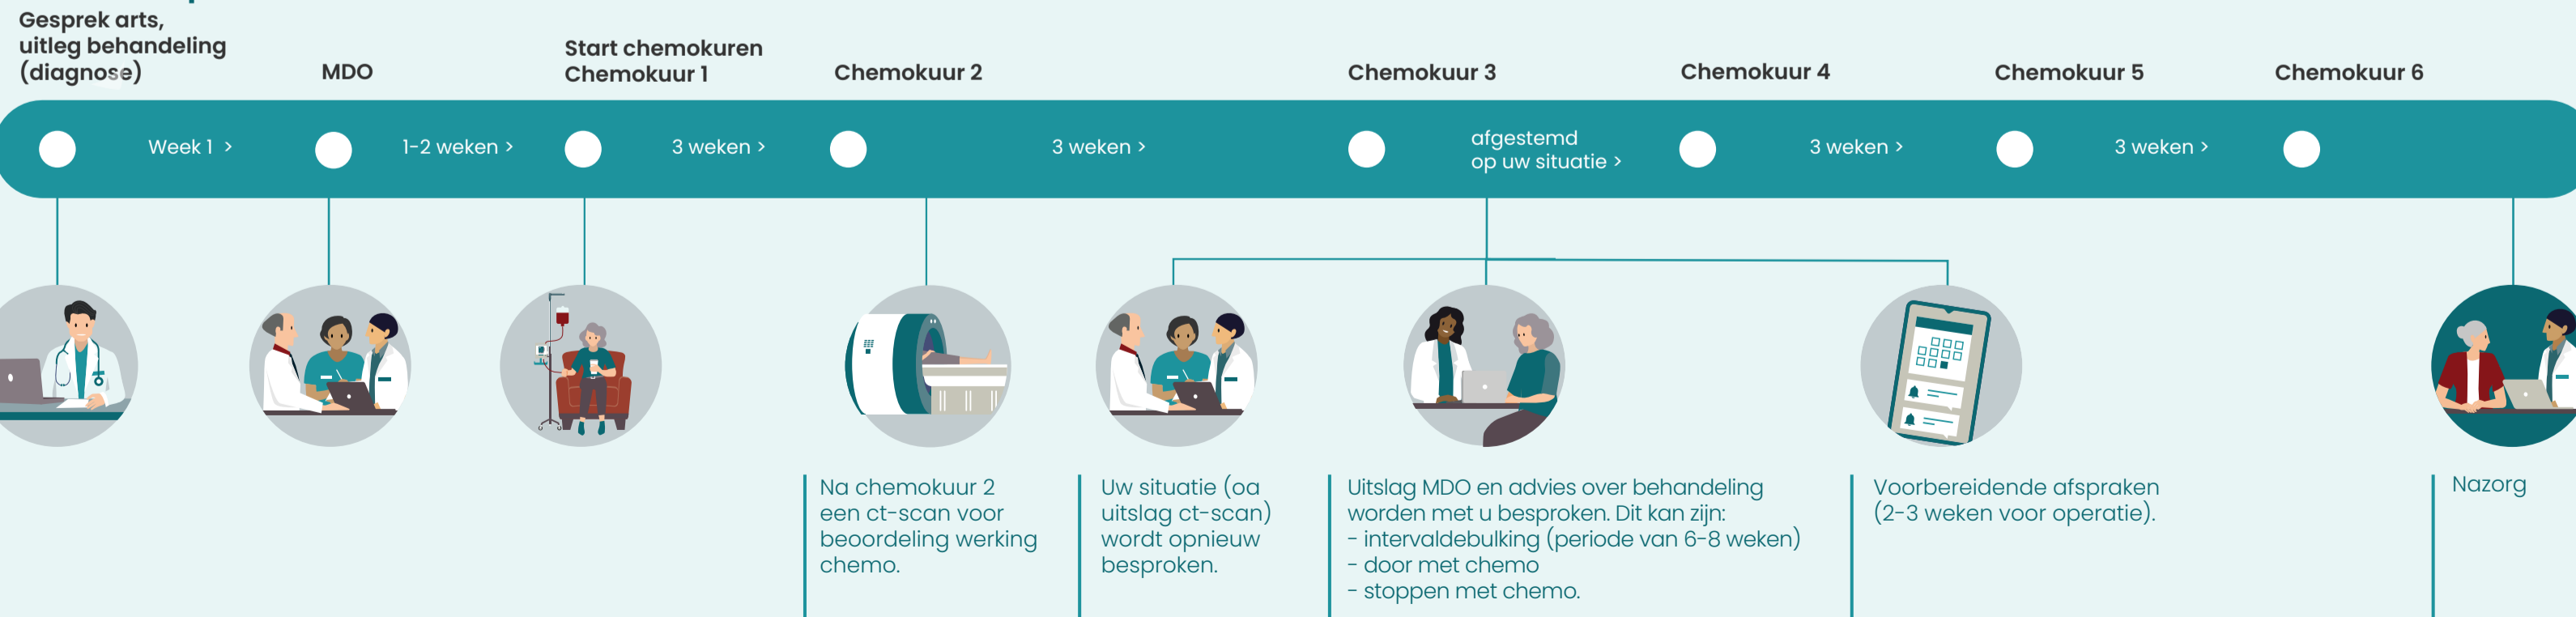 Gesprek arts,
uitleg behandeling
(diagnose)
MDO
Start chemokuren
Chemokuur 1
Chemokuur 2
Chemokuur 3
Chemokuur 4
Chemokuur 5
Chemokuur 6
Week 1 >
1-2 weken >
3 weken >
3 weken >
afgestemd
op uw situatie >
3 weken >
3 weken >
Na chemokuur 2
een ct-scan voor
beoordeling werking
chemo.
Uw situatie (oa
uitslag ct-scan)
wordt opnieuw
besproken.
Uitslag MDO en advies over behandeling
worden met u besproken. Dit kan zijn:
- intervaldebulking (periode van 6-8 weken)
- door met chemo
- stoppen met chemo.
Voorbereidende afspraken
(2-3 weken voor operatie).
Nazorg